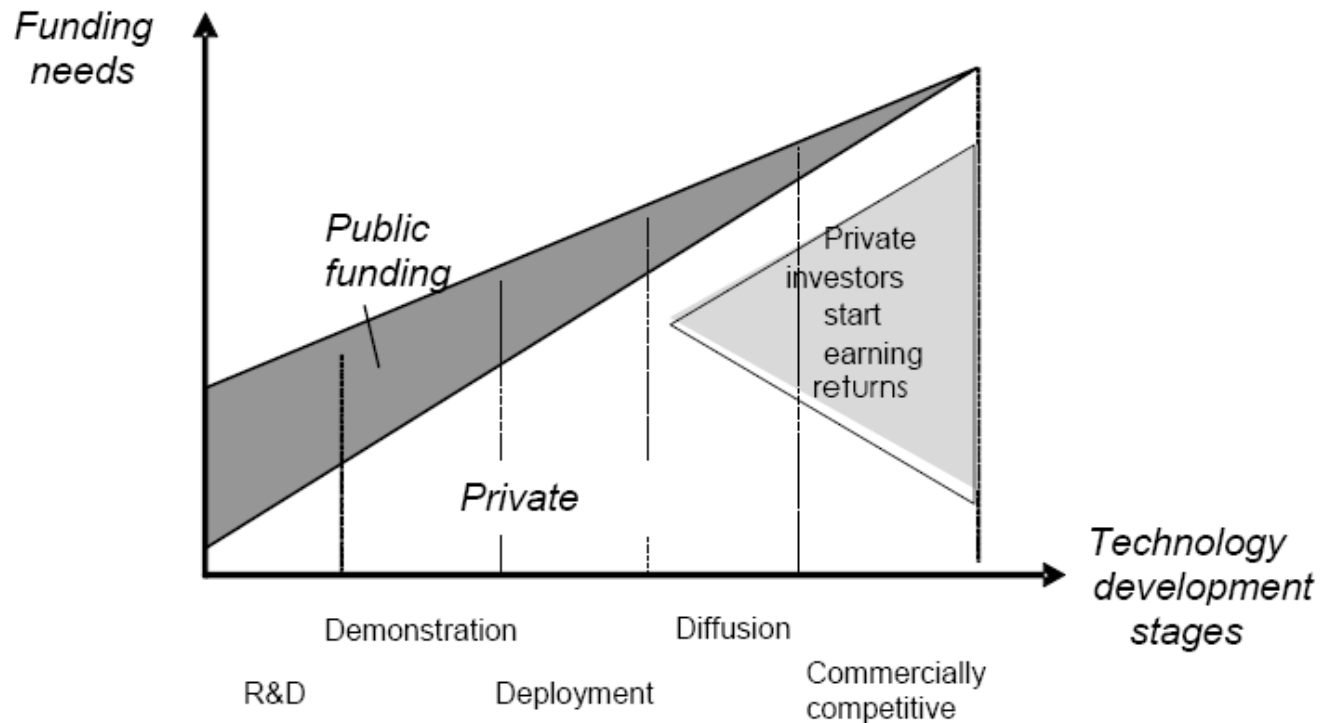 Funding
needs
Public
funding
Private
investors
start
earning
returns
Private
Technology
development
stages
Demonstration
Diffusion
R&D
Deployment
Commercially
competitive